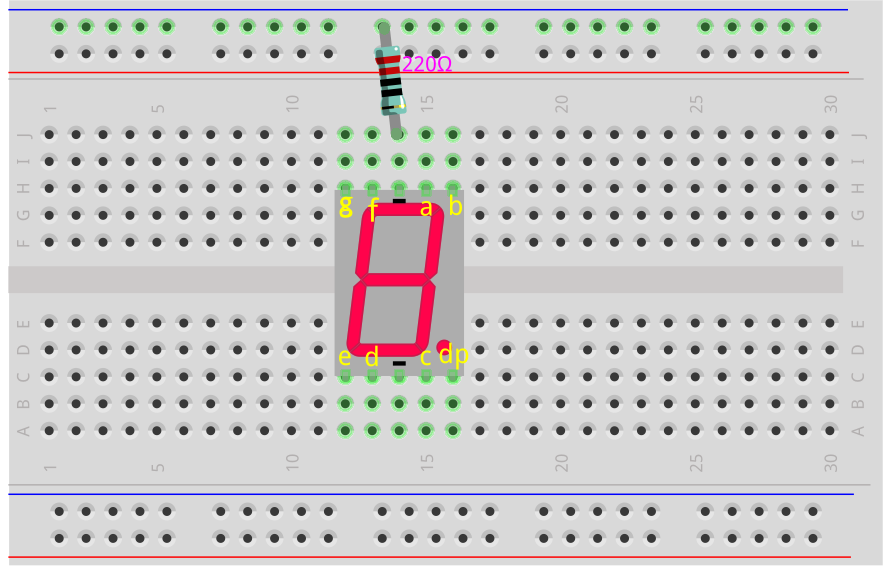 220Ω
1 5 10 15 20 25 30
J J
I I
H H
g f a b
G G
F F
E E
e d c dp
D D
C C
B B
A A
1 5 10 15 20 25 30